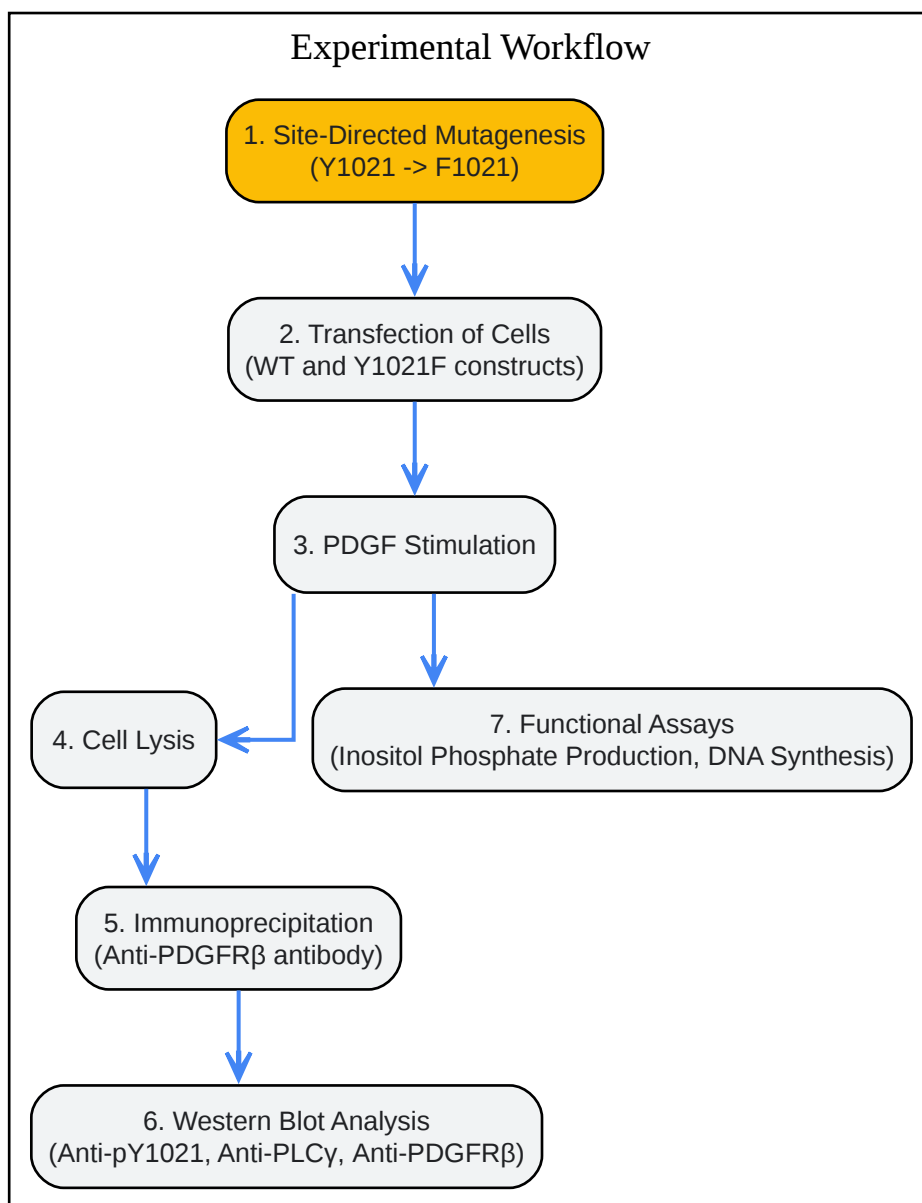 Experimental Workflow
1. Site-Directed Mutagenesis
(Y1021 -> F1021)
2. Transfection of Cells
(WT and Y1021F constructs)
3. PDGF Stimulation
4. Cell Lysis
7. Functional Assays
(Inositol Phosphate Production, DNA Synthesis)
5. Immunoprecipitation
(Anti-PDGFRβ antibody)
6. Western Blot Analysis
(Anti-pY1021, Anti-PLCγ, Anti-PDGFRβ)